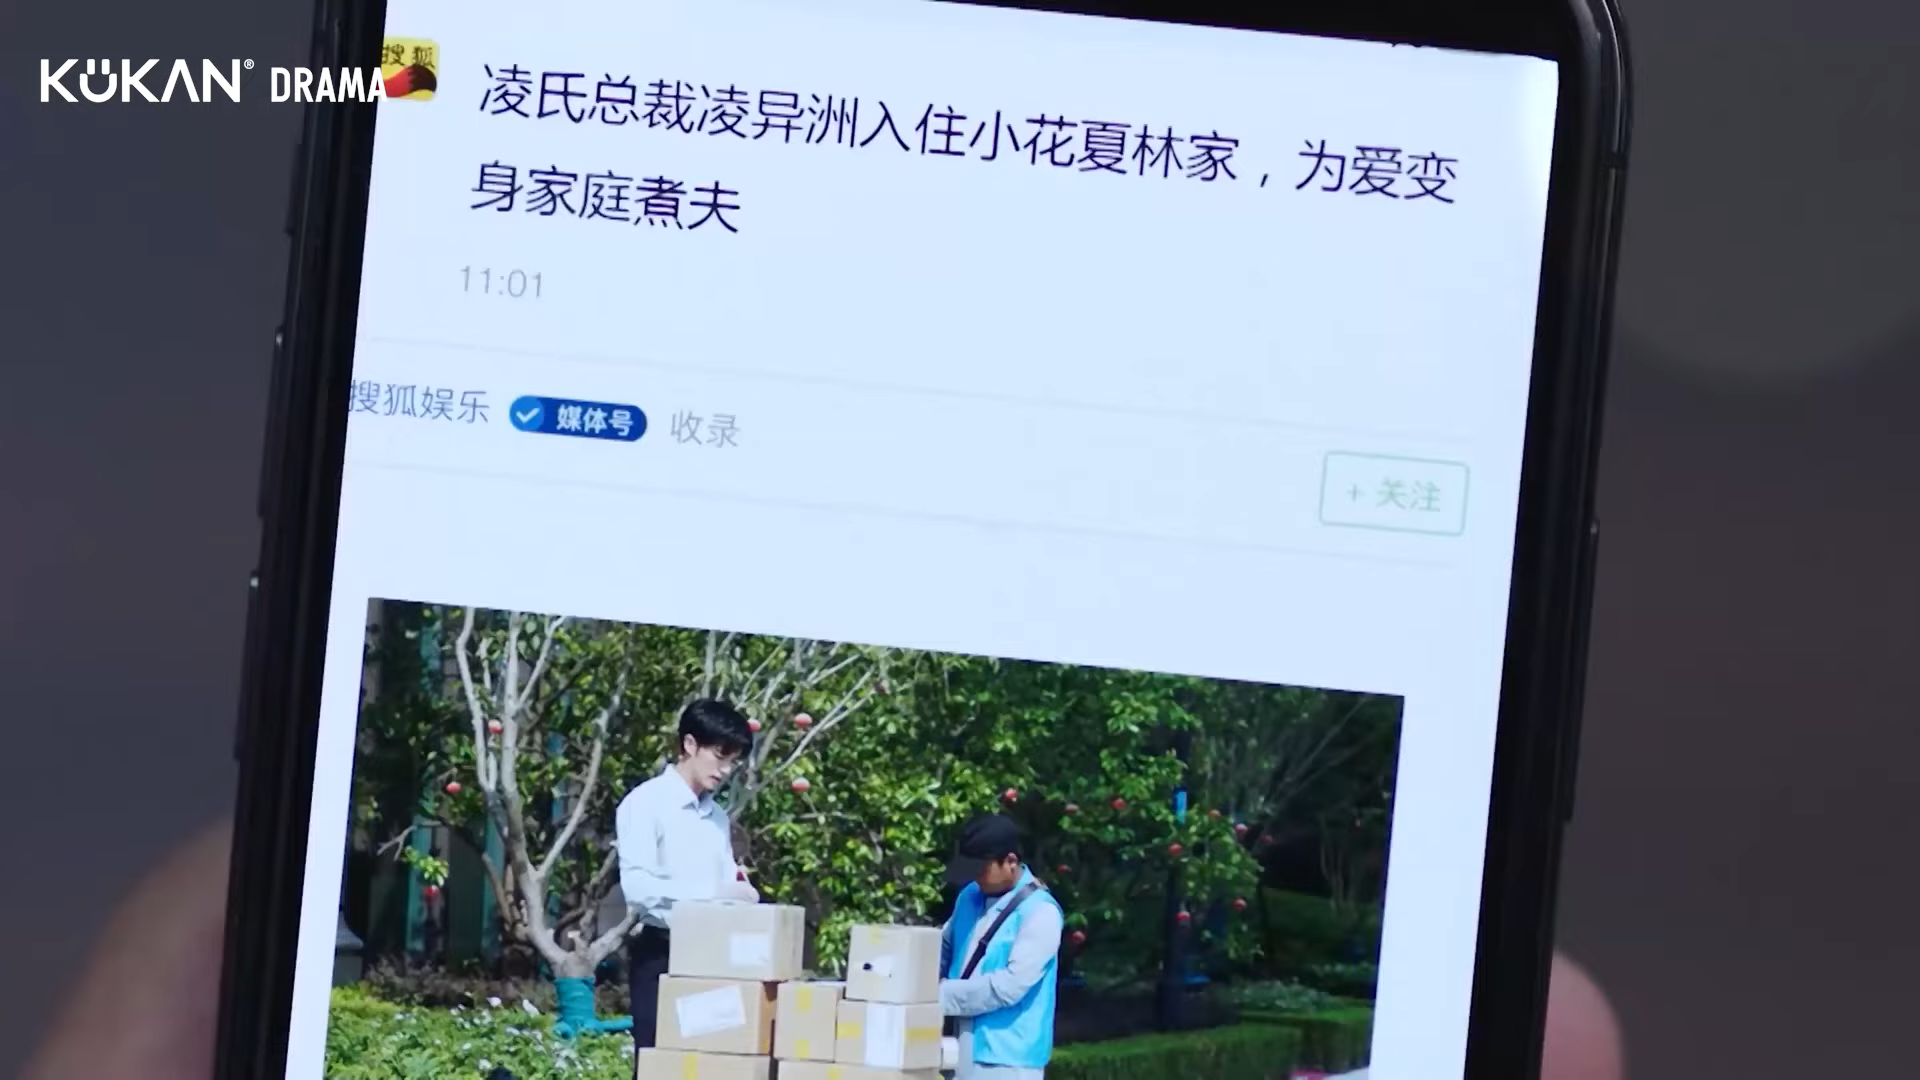 KÜKAN® DRAMA
搜狐
凌氏总裁凌异洲入住小花夏林家，为爱变
身家庭煮夫
11:01
搜狐娱乐 媒体号 收录
+ 关注